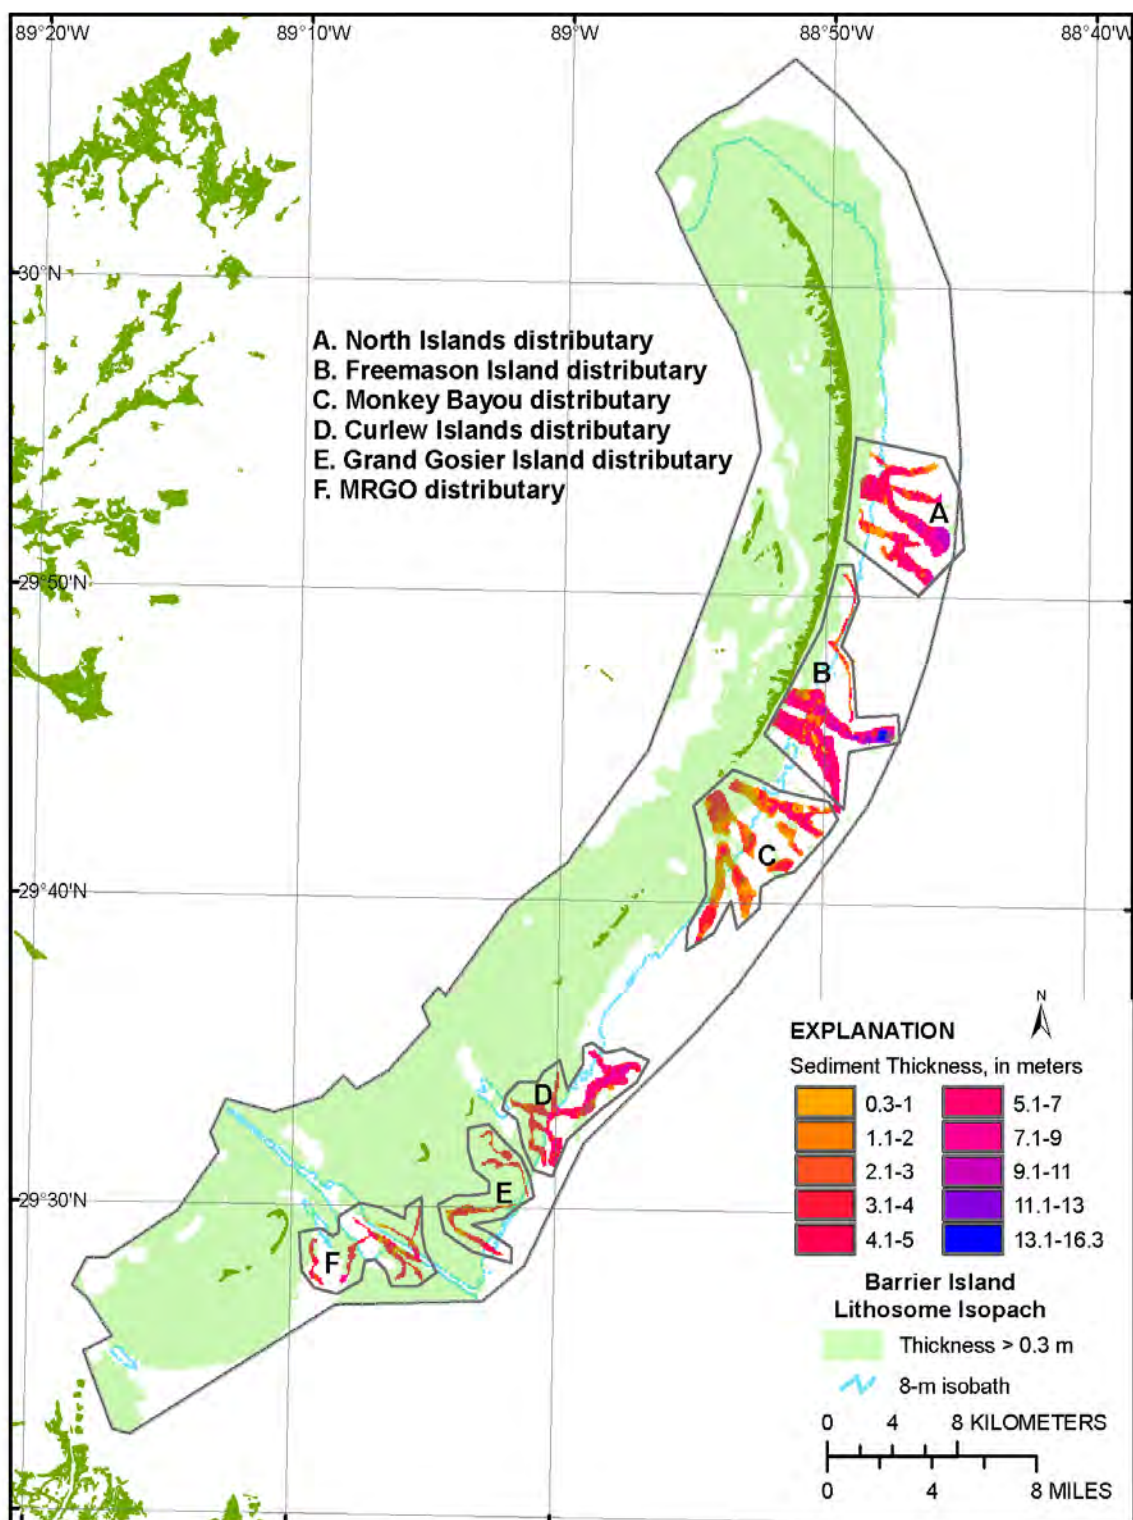 89°20'W 89°10'W 89°W 88°50'W 88°40'W
30°N
A. North Islands distributary
B. Freemason Island distributary
C. Monkey Bayou distributary
D. Curlew Islands distributary
E. Grand Gosier Island distributary
F. MRGO distributary
A
29°50'N
B
C
29°40'N
N
EXPLANATION
Sediment Thickness, in meters
0.3-1 5.1-7
1.1-2 7.1-9
2.1-3 9.1-11
3.1-4 11.1-13
4.1-5 13.1-16.3
D
E
29°30'N
F
Barrier Island
Lithosome Isopach
Thickness > 0.3 m
8-m isobath
0 4 8 KILOMETERS
0 4 8 MILES